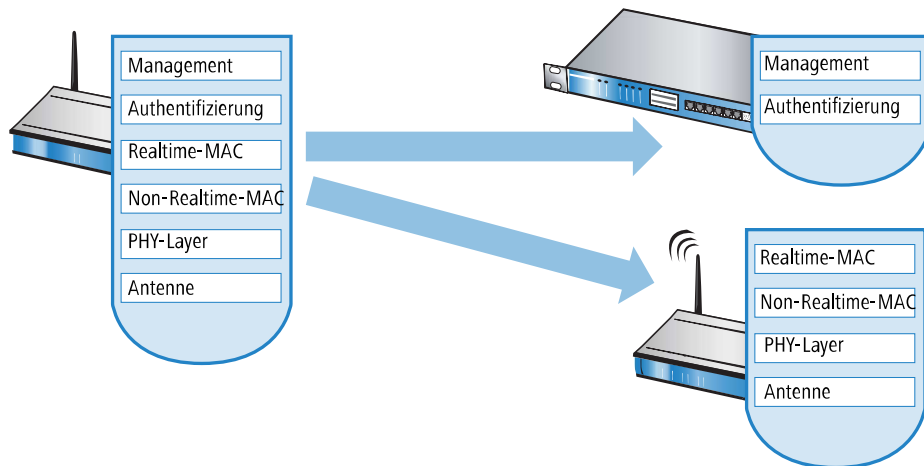 Management
Authentifizierung
Realtime-MAC
Non-Realtime-MAC
PHY-Layer
Antenne
Management
Authentifizierung
Realtime-MAC
Non-Realtime-MAC
PHY-Layer
Antenne